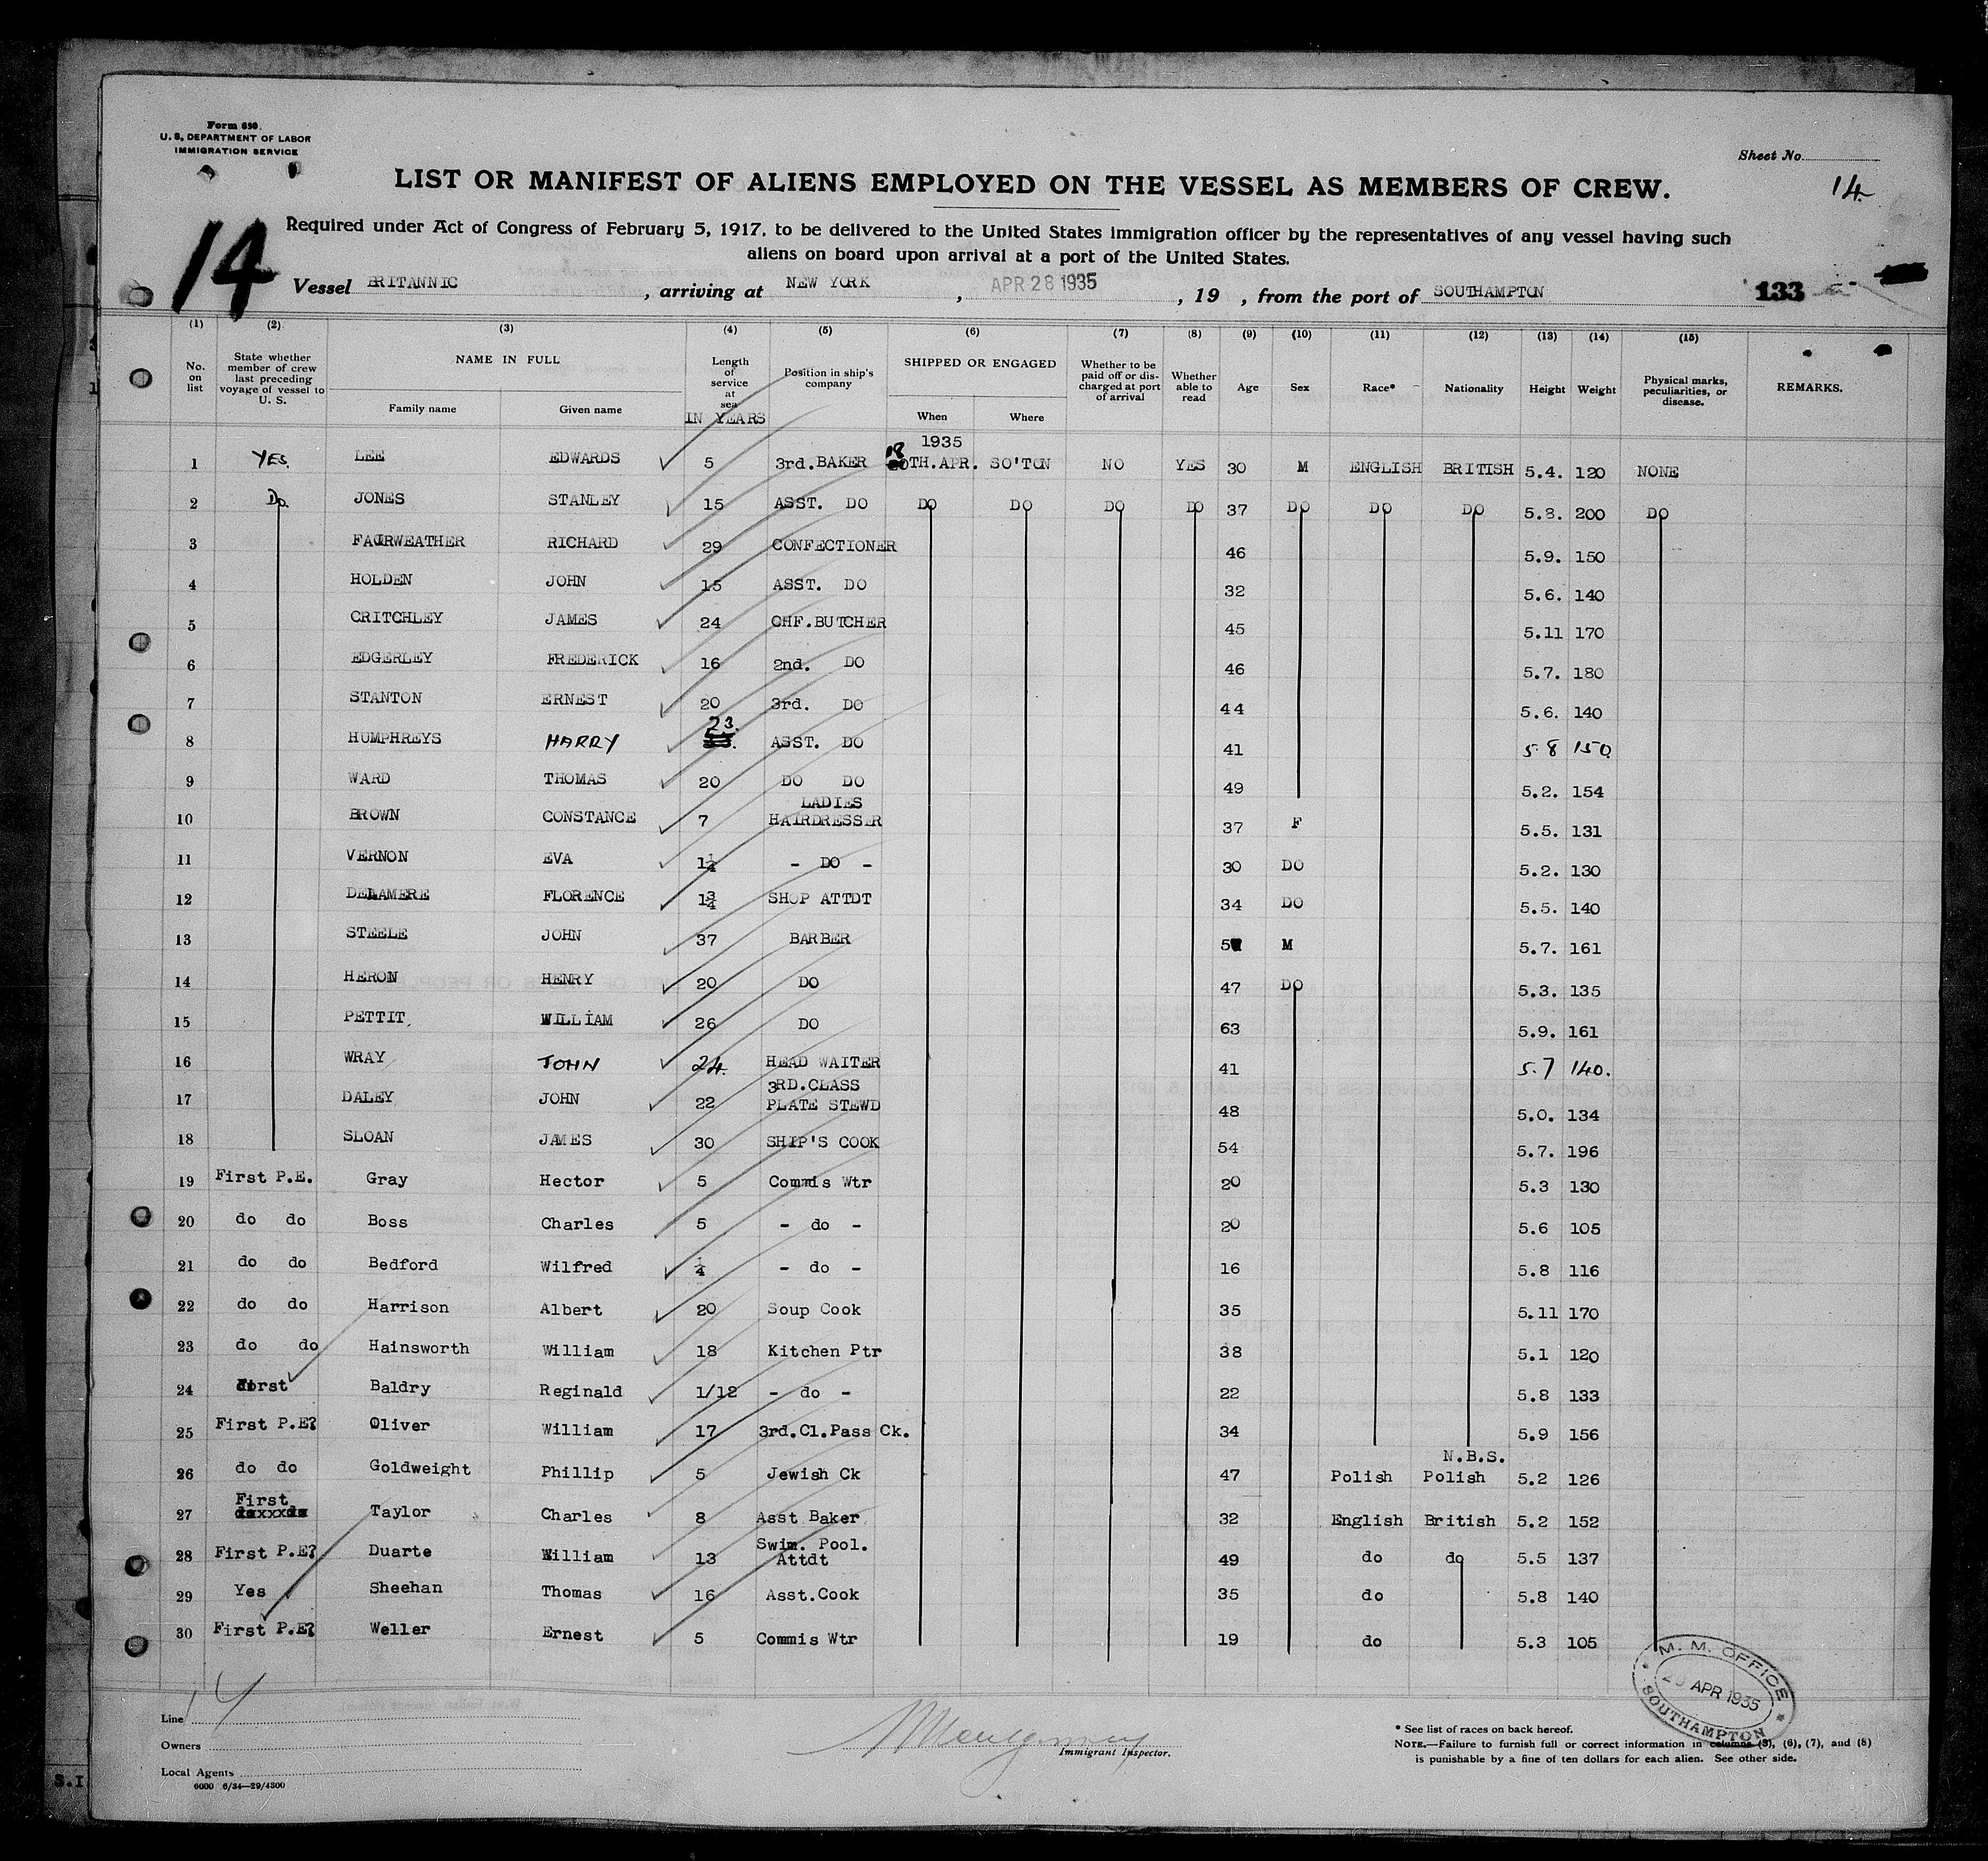 Form 680
U. S. DEPARTMENT OF LABOR
IMMIGRATION SERVICE
Sheet No.
14.
LIST OR MANIFEST OF ALIENS EMPLOYED ON THE VESSEL AS MEMBERS OF CREW.
14
Required under Act of Congress of February 5, 1917, to be delivered to the United States immigration officer by the representatives of any vessel having such
aliens on board upon arrival at a port of the United States.
Vessel BRITANNIC, arriving at NEW YORK, APR 28 1935, 19 , from the port of SOUTHAMPTON 133
(1) (2) (3) (4) (5) (6) (7) (8) (9) (10) (11) (12) (13) (14) (15)
No. on list State whether member of crew last preceding voyage of vessel to U. S. NAME IN FULL Family name Given name Length of service at sea IN YEARS Position in ship's company SHIPPED OR ENGAGED When Where Whether to be paid off or discharged at port of arrival Whether able to read Age Sex Race* Nationality Height Weight Physical marks, peculiarities, or disease. REMARKS.
1935
1 YES. LEE EDWARDS 5 3rd.BAKER 18TH.APR. SO'TON NO YES 30 M ENGLISH BRITISH 5.4. 120 NONE
2 Do. JONES STANLEY 15 ASST. DO DO DO DO DO 37 DO DO DO 5.8. 200 DO
3 FAIRWEATHER RICHARD 29 CONFECTIONER 46 5.9. 150
4 HOLDEN JOHN 15 ASST. DO 32 5.6. 140
5 CRITCHLEY JAMES 24 CHF.BUTCHER 45 5.11 170
6 EDGERLEY FREDERICK 16 2nd. DO 46 5.7. 180
7 STANTON ERNEST 20 3rd. DO 44 5.6. 140
8 HUMPHREYS HARRY 23. ASST. DO 41 5.8 150.
9 WARD THOMAS 20 DO DO 49 5.2. 154
10 BROWN CONSTANCE 7 LADIES HAIRDRESSER 37 F 5.5. 131
11 VERNON EVA 1¼ - DO - 30 DO 5.2. 130
12 DELAMERE FLORENCE 1¾ SHOP ATTDT 34 DO 5.5. 140
13 STEELE JOHN 37 BARBER M 5.7. 161
14 HERON HENRY 20 DO 47 DO 5.3. 135
15 PETTIT WILLIAM 26 DO 63 5.9. 161
16 WRAY JOHN 24. HEAD WAITER 41 5.7 140.
17 DALEY JOHN 22 3RD.CLASS PLATE STEWD 48 5.0. 134
18 SLOAN JAMES 30 SHIP'S COOK 54 5.7. 196
19 First P.E. Gray Hector 5 Commis Wtr 20 5.3 130
20 do do Boss Charles 5 - do - 20 5.6 105
21 do do Bedford Wilfred ¼ - do - 16 5.8 116
22 do do Harrison Albert 20 Soup Cook 35 5.11 170
23 do do Hainsworth William 18 Kitchen Ptr 38 5.1 120
24 First Baldry Reginald 1/12 - do - 22 5.8 133
25 First P.E? Oliver William 17 3rd.Cl.Pass Ck. 34 5.9 156
26 do do Goldweight Phillip 5 Jewish Ck 47 Polish N.B.S. Polish 5.2 126
27 First Taylor Charles 8 Asst Baker 32 English British 5.2 152
28 First P.E? Duarte William 13 Swim. Pool. Attdt 49 do do 5.5 137
29 Yes Sheehan Thomas 16 Asst.Cook 35 do 5.8 140
30 First P.E? Weller Ernest 5 Commis Wtr 19 do 5.3 105
M. M. OFFICE
APR 1935
SOUTHAMPTON
Line 14
Owners
Local Agents
6000 6/34—29/4300
Montgomery
Immigrant Inspector.
* See list of races on back hereof.
NOTE.—Failure to furnish full or correct information in columns (5), (6), (7), and (8)
is punishable by a fine of ten dollars for each alien. See other side.
S.I